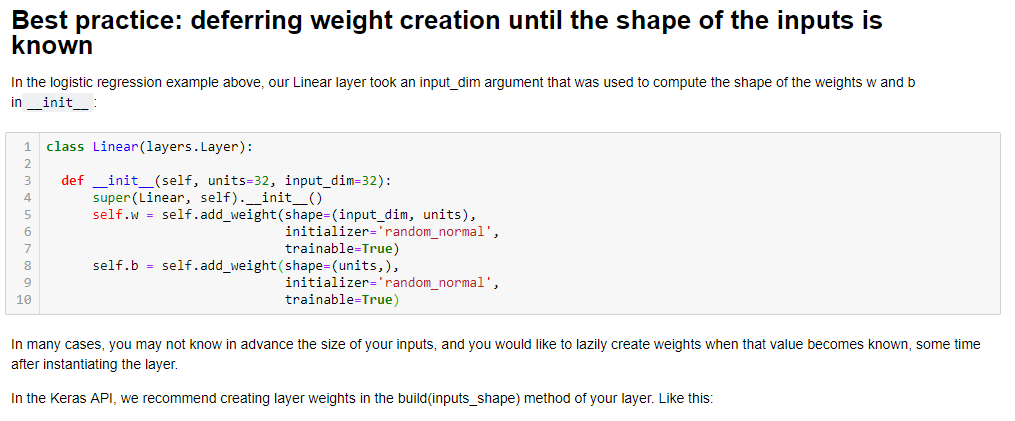 Best practice: deferring weight creation until the shape of the inputs is
known
In the logistic regression example above, our Linear layer took an input_dim argument that was used to compute the shape of the weights w and b
in __init__ :
1 class Linear(layers.Layer):
2
3 def __init__(self, units=32, input_dim=32):
4 super(Linear, self).__init__()
5 self.w = self.add_weight(shape=(input_dim, units),
6 initializer='random_normal',
7 trainable=True)
8 self.b = self.add_weight(shape=(units,),
9 initializer='random_normal',
10 trainable=True)
In many cases, you may not know in advance the size of your inputs, and you would like to lazily create weights when that value becomes known, some time
after instantiating the layer.
In the Keras API, we recommend creating layer weights in the build(inputs_shape) method of your layer. Like this: